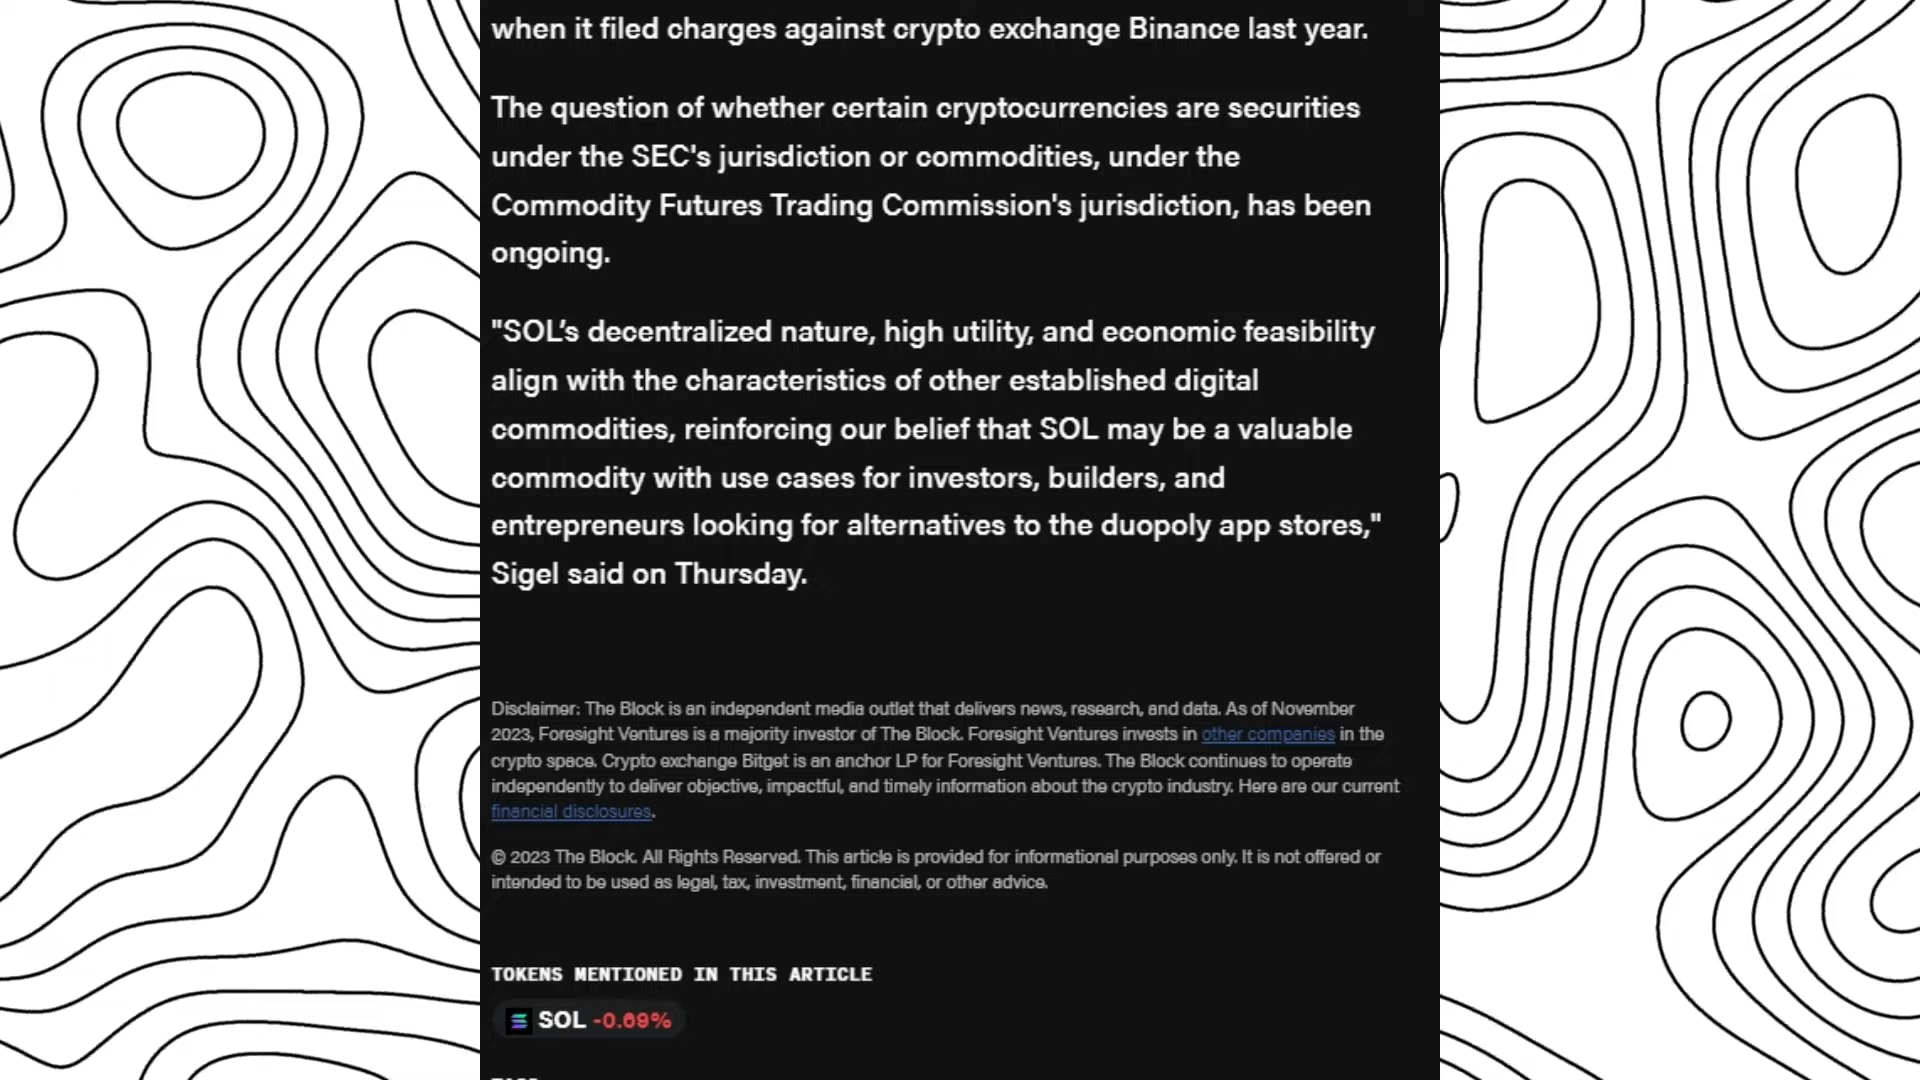 when it filed charges against crypto exchange Binance last year.
The question of whether certain cryptocurrencies are securities
under the SEC's jurisdiction or commodities, under the
Commodity Futures Trading Commission's jurisdiction, has been
ongoing.
"SOL’s decentralized nature, high utility, and economic feasibility
align with the characteristics of other established digital
commodities, reinforcing our belief that SOL may be a valuable
commodity with use cases for investors, builders, and
entrepreneurs looking for alternatives to the duopoly app stores,"
Sigel said on Thursday.
Disclaimer: The Block is an independent media outlet that delivers news, research, and data. As of November
2023, Foresight Ventures is a majority investor of The Block. Foresight Ventures invests in other companies in the
crypto space. Crypto exchange Bitget is an anchor LP for Foresight Ventures. The Block continues to operate
independently to deliver objective, impactful, and timely information about the crypto industry. Here are our current
financial disclosures.
© 2023 The Block. All Rights Reserved. This article is provided for informational purposes only. It is not offered or
intended to be used as legal, tax, investment, financial, or other advice.
TOKENS MENTIONED IN THIS ARTICLE
SOL -0.69%